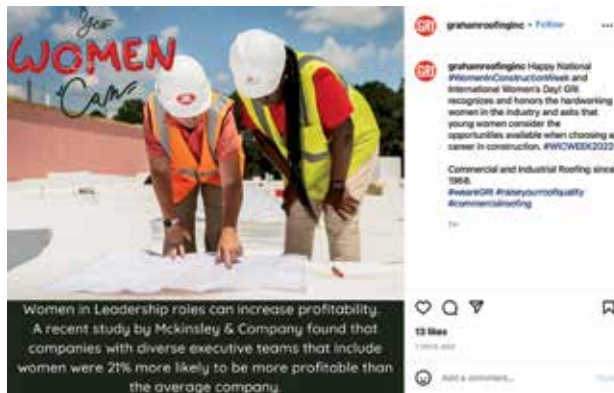 Yes
WOMEN
Can
Women in Leadership roles can increase profitability.
A recent study by Mckinsley & Company found that
companies with diverse executive teams that include
women were 21% more likely to be more profitable than
the average company.
GRI
grahamroofinginc • Follow
GRI
grahamroofinginc Happy National
#WomenInConstructionWeek and
International Women's Day! GRI
recognizes and honors the hardworking
women in the industry and asks that
young women consider the
opportunities available when choosing a
career in construction. #WICWEEK2023
Commercial and Industrial Roofing since
1968.
#weareGRI #raiseyourroofquality
#commercialroofing
13 likes
Add a comment...